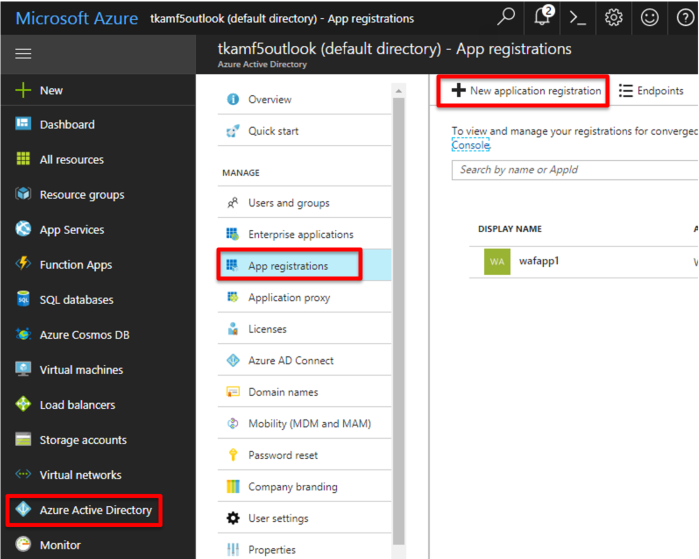 Microsoft Azure tkamf5outlook (default directory) - App registrations
2
tkamf5outlook (default directory) - App registrations
Azure Active Directory
New
Dashboard
All resources
Resource groups
App Services
Function Apps
SQL databases
Azure Cosmos DB
Virtual machines
Load balancers
Storage accounts
Virtual networks
Azure Active Directory
Monitor
Overview
Quick start
MANAGE
Users and groups
Enterprise applications
App registrations
Application proxy
Licenses
Azure AD Connect
Domain names
Mobility (MDM and MAM)
Password reset
Company branding
User settings
Properties
New application registration
Endpoints
To view and manage your registrations for converged
Console.
Search by name or AppId
DISPLAY NAME
WA wafapp1